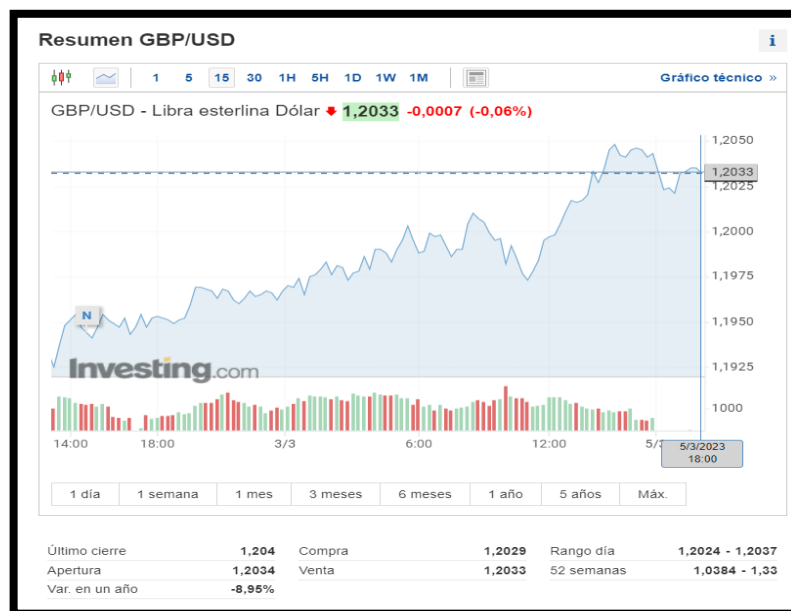 Resumen GBP/USD
i
1 5 15 30 1H 5H 1D 1W 1M
Gráfico técnico »
GBP/USD - Libra esterlina Dólar 1,2033 -0,0007 (-0,06%)
1,2050
1,2033
1,2025
1,2000
1,1975
1,1950
N
1,1925
Investing.com
1000
14:00 18:00 3/3 6:00 12:00
5/3/2023
18:00
1 día 1 semana 1 mes 3 meses 6 meses 1 año 5 años Máx.
Último cierre 1,204 Compra 1,2029 Rango día 1,2024 - 1,2037
Apertura 1,2034 Venta 1,2033 52 semanas 1,0384 - 1,33
Var. en un año -8,95%